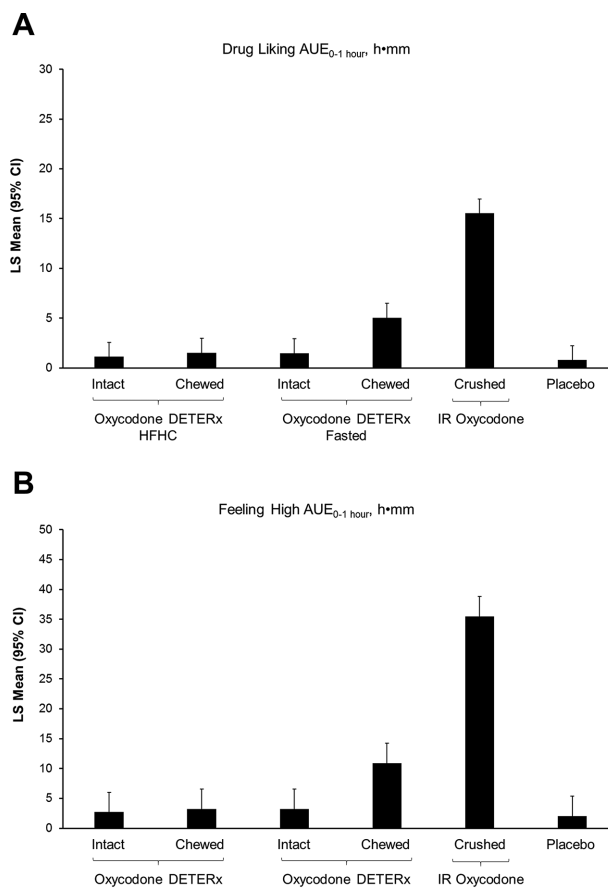 A
Drug Liking AUE0-1 hour, h•mm
LS Mean (95% CI)
30
25
20
15
10
5
0
Intact Chewed Intact Chewed Crushed Placebo
Oxycodone DETERx Oxycodone DETERx IR Oxycodone
HFHC Fasted
B
Feeling High AUE0-1 hour, h•mm
LS Mean (95% CI)
50
45
40
35
30
25
20
15
10
5
0
Intact Chewed Intact Chewed Crushed Placebo
Oxycodone DETERx Oxycodone DETERx IR Oxycodone